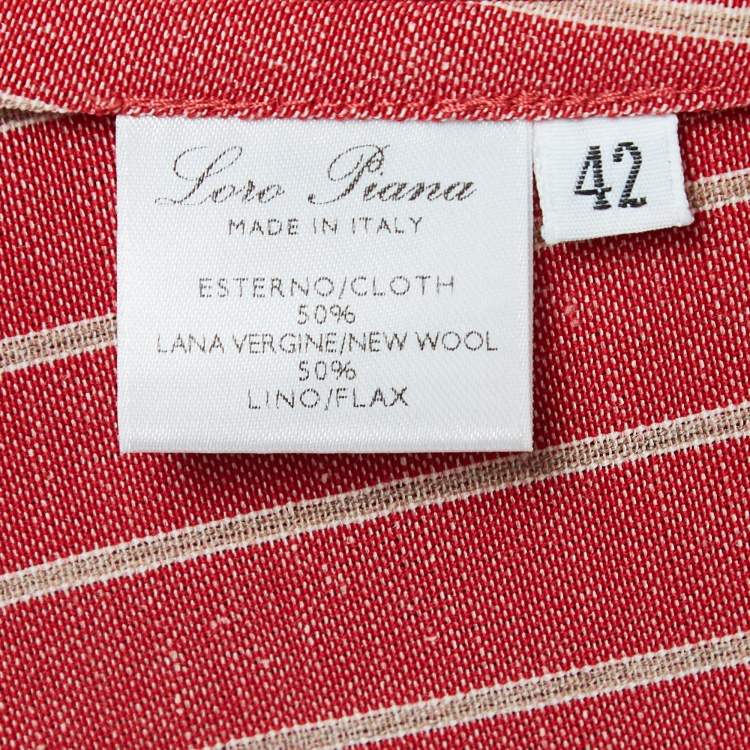 Loro Piana
MADE IN ITALY
ESTERNO/CLOTH
50%
LANA VERGINE/NEW WOOL
50%
LINO/FLAX
42